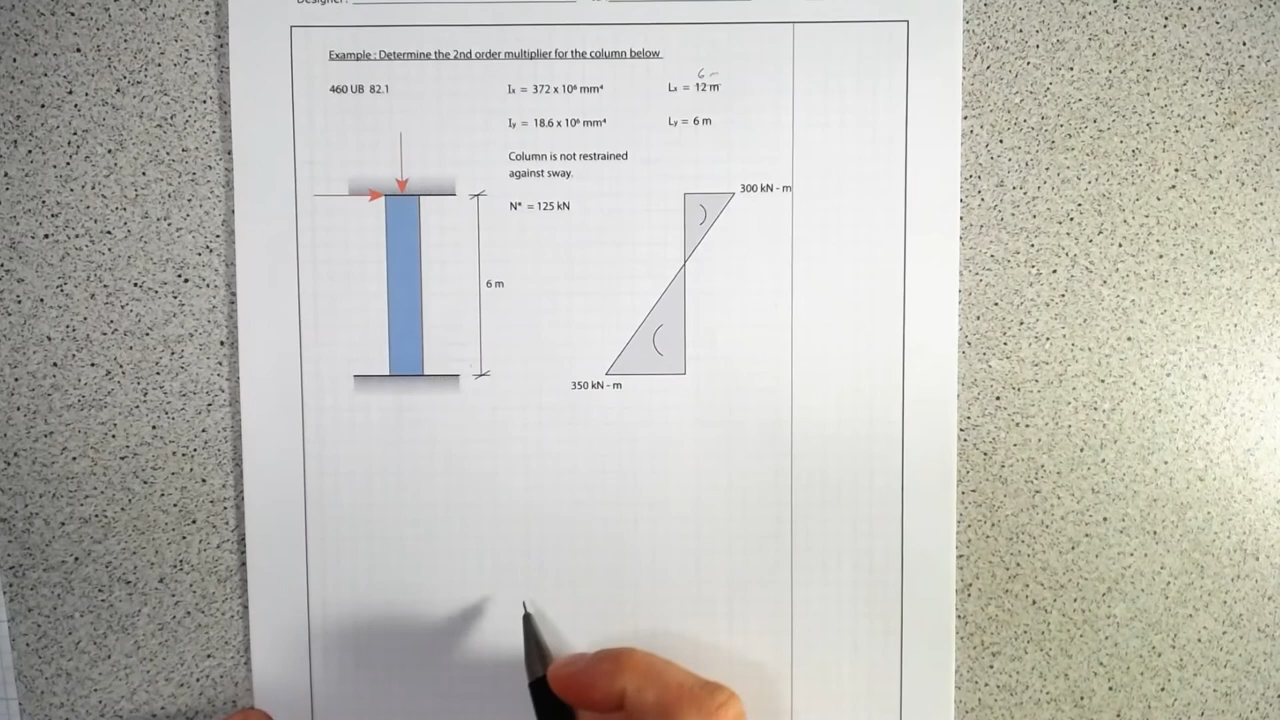 Designer:
Example : Determine the 2nd order multiplier for the column below
6 m
460 UB 82.1
Ix = 372 x 10⁶ mm⁴
Lx = 12 m
Iy = 18.6 x 10⁶ mm⁴
Ly = 6 m
Column is not restrained
against sway.
300 kN - m
N* = 125 kN
6 m
350 kN - m